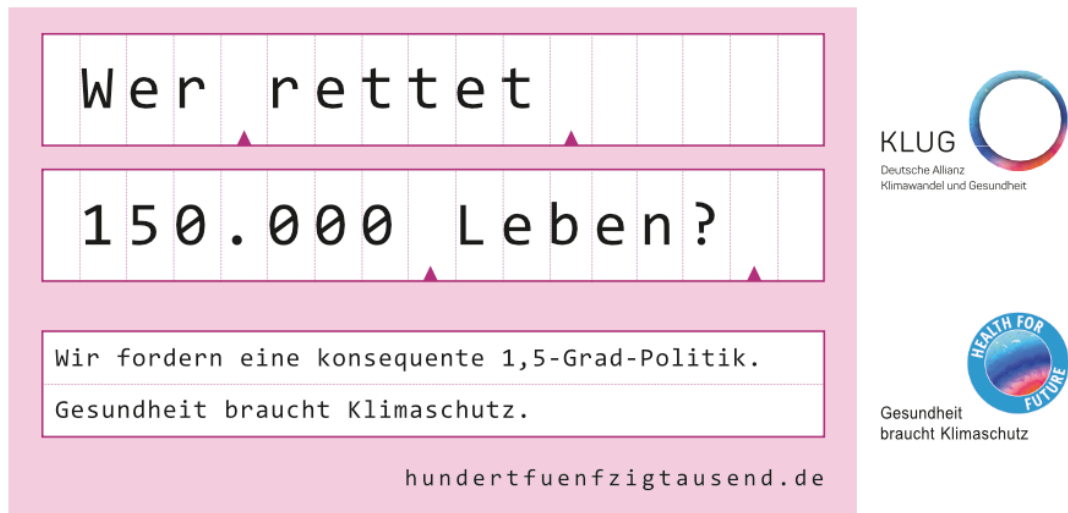 Wer rettet
150.000 Leben?
Wir fordern eine konsequente 1,5-Grad-Politik.
Gesundheit braucht Klimaschutz.
hundertfuenfzigtausend.de
KLUG
Deutsche Allianz
Klimawandel und Gesundheit
HEALTH FOR
FUTURE
Gesundheit
braucht Klimaschutz